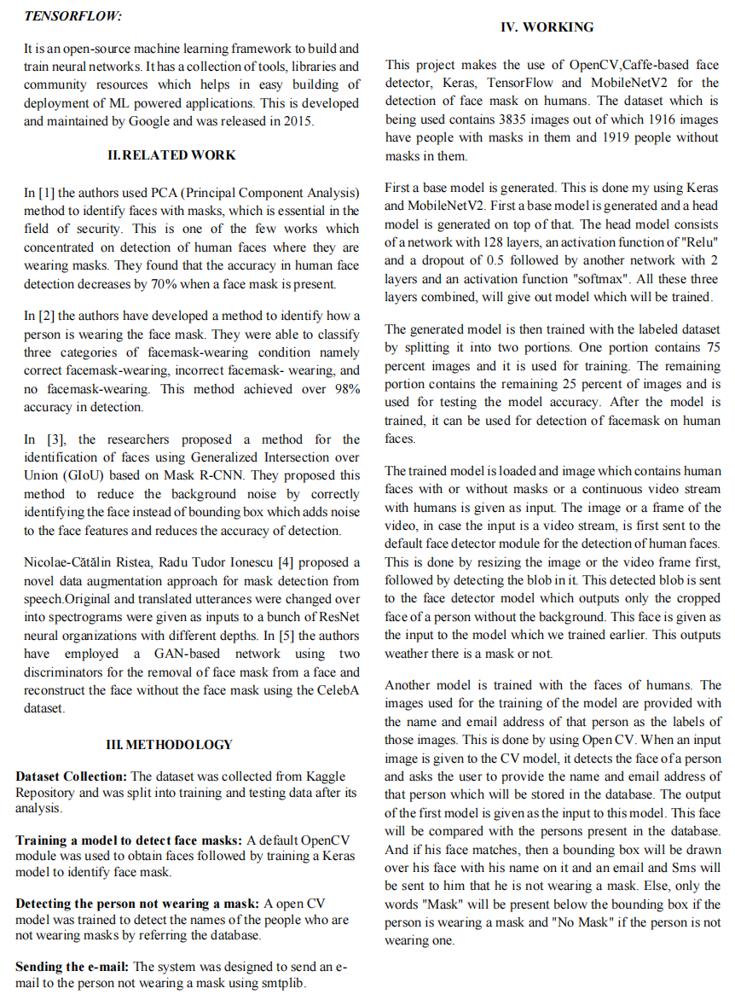 TENSORFLOW:
It is an open-source machine learning framework to build and
train neural networks. It has a collection of tools, libraries and
community resources which helps in easy building of
deployment of ML powered applications. This is developed
and maintained by Google and was released in 2015.
II. RELATED WORK
In [1] the authors used PCA (Principal Component Analysis)
method to identify faces with masks, which is essential in the
field of security. This is one of the few works which
concentrated on detection of human faces where they are
wearing masks. They found that the accuracy in human face
detection decreases by 70% when a face mask is present.
In [2] the authors have developed a method to identify how a
person is wearing the face mask. They were able to classify
three categories of facemask-wearing condition namely
correct facemask-wearing, incorrect facemask- wearing, and
no facemask-wearing. This method achieved over 98%
accuracy in detection.
In [3], the researchers proposed a method for the
identification of faces using Generalized Intersection over
Union (GIoU) based on Mask R-CNN. They proposed this
method to reduce the background noise by correctly
identifying the face instead of bounding box which adds noise
to the face features and reduces the accuracy of detection.
Nicolae-Cătălin Ristea, Radu Tudor Ionescu [4] proposed a
novel data augmentation approach for mask detection from
speech.Original and translated utterances were changed over
into spectrograms were given as inputs to a bunch of ResNet
neural organizations with different depths. In [5] the authors
have employed a GAN-based network using two
discriminators for the removal of face mask from a face and
reconstruct the face without the face mask using the CelebA
dataset.
III. METHODOLOGY
Dataset Collection: The dataset was collected from Kaggle
Repository and was split into training and testing data after its
analysis.
Training a model to detect face masks: A default OpenCV
module was used to obtain faces followed by training a Keras
model to identify face mask.
Detecting the person not wearing a mask: A open CV
model was trained to detect the names of the people who are
not wearing masks by referring the database.
Sending the e-mail: The system was designed to send an e-
mail to the person not wearing a mask using smtplib.
IV. WORKING
This project makes the use of OpenCV,Caffe-based face
detector, Keras, TensorFlow and MobileNetV2 for the
detection of face mask on humans. The dataset which is
being used contains 3835 images out of which 1916 images
have people with masks in them and 1919 people without
masks in them.
First a base model is generated. This is done my using Keras
and MobileNetV2. First a base model is generated and a head
model is generated on top of that. The head model consists
of a network with 128 layers, an activation function of "Relu"
and a dropout of 0.5 followed by another network with 2
layers and an activation function "softmax". All these three
layers combined, will give out model which will be trained.
The generated model is then trained with the labeled dataset
by splitting it into two portions. One portion contains 75
percent images and it is used for training. The remaining
portion contains the remaining 25 percent of images and is
used for testing the model accuracy. After the model is
trained, it can be used for detection of facemask on human
faces.
The trained model is loaded and image which contains human
faces with or without masks or a continuous video stream
with humans is given as input. The image or a frame of the
video, in case the input is a video stream, is first sent to the
default face detector module for the detection of human faces.
This is done by resizing the image or the video frame first,
followed by detecting the blob in it. This detected blob is sent
to the face detector model which outputs only the cropped
face of a person without the background. This face is given as
the input to the model which we trained earlier. This outputs
weather there is a mask or not.
Another model is trained with the faces of humans. The
images used for the training of the model are provided with
the name and email address of that person as the labels of
those images. This is done by using Open CV. When an input
image is given to the CV model, it detects the face of a person
and asks the user to provide the name and email address of
that person which will be stored in the database. The output
of the first model is given as the input to this model. This face
will be compared with the persons present in the database.
And if his face matches, then a bounding box will be drawn
over his face with his name on it and an email and Sms will
be sent to him that he is not wearing a mask. Else, only the
words "Mask" will be present below the bounding box if the
person is wearing a mask and "No Mask" if the person is not
wearing one.